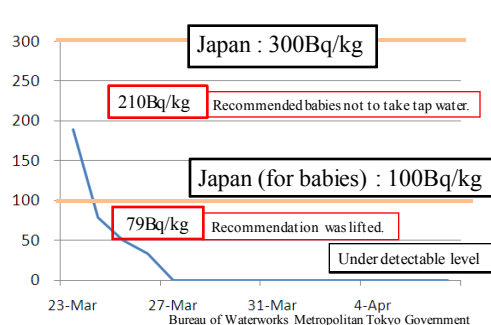 300
Japan : 300Bq/kg
250
210Bq/kg
Recommended babies not to take tap water.
200
150
Japan (for babies) : 100Bq/kg
100
79Bq/kg
Recommendation was lifted.
50
Under detectable level
0
23-Mar 27-Mar 31-Mar 4-Apr
Bureau of Waterworks Metropolitan Tokyo Government